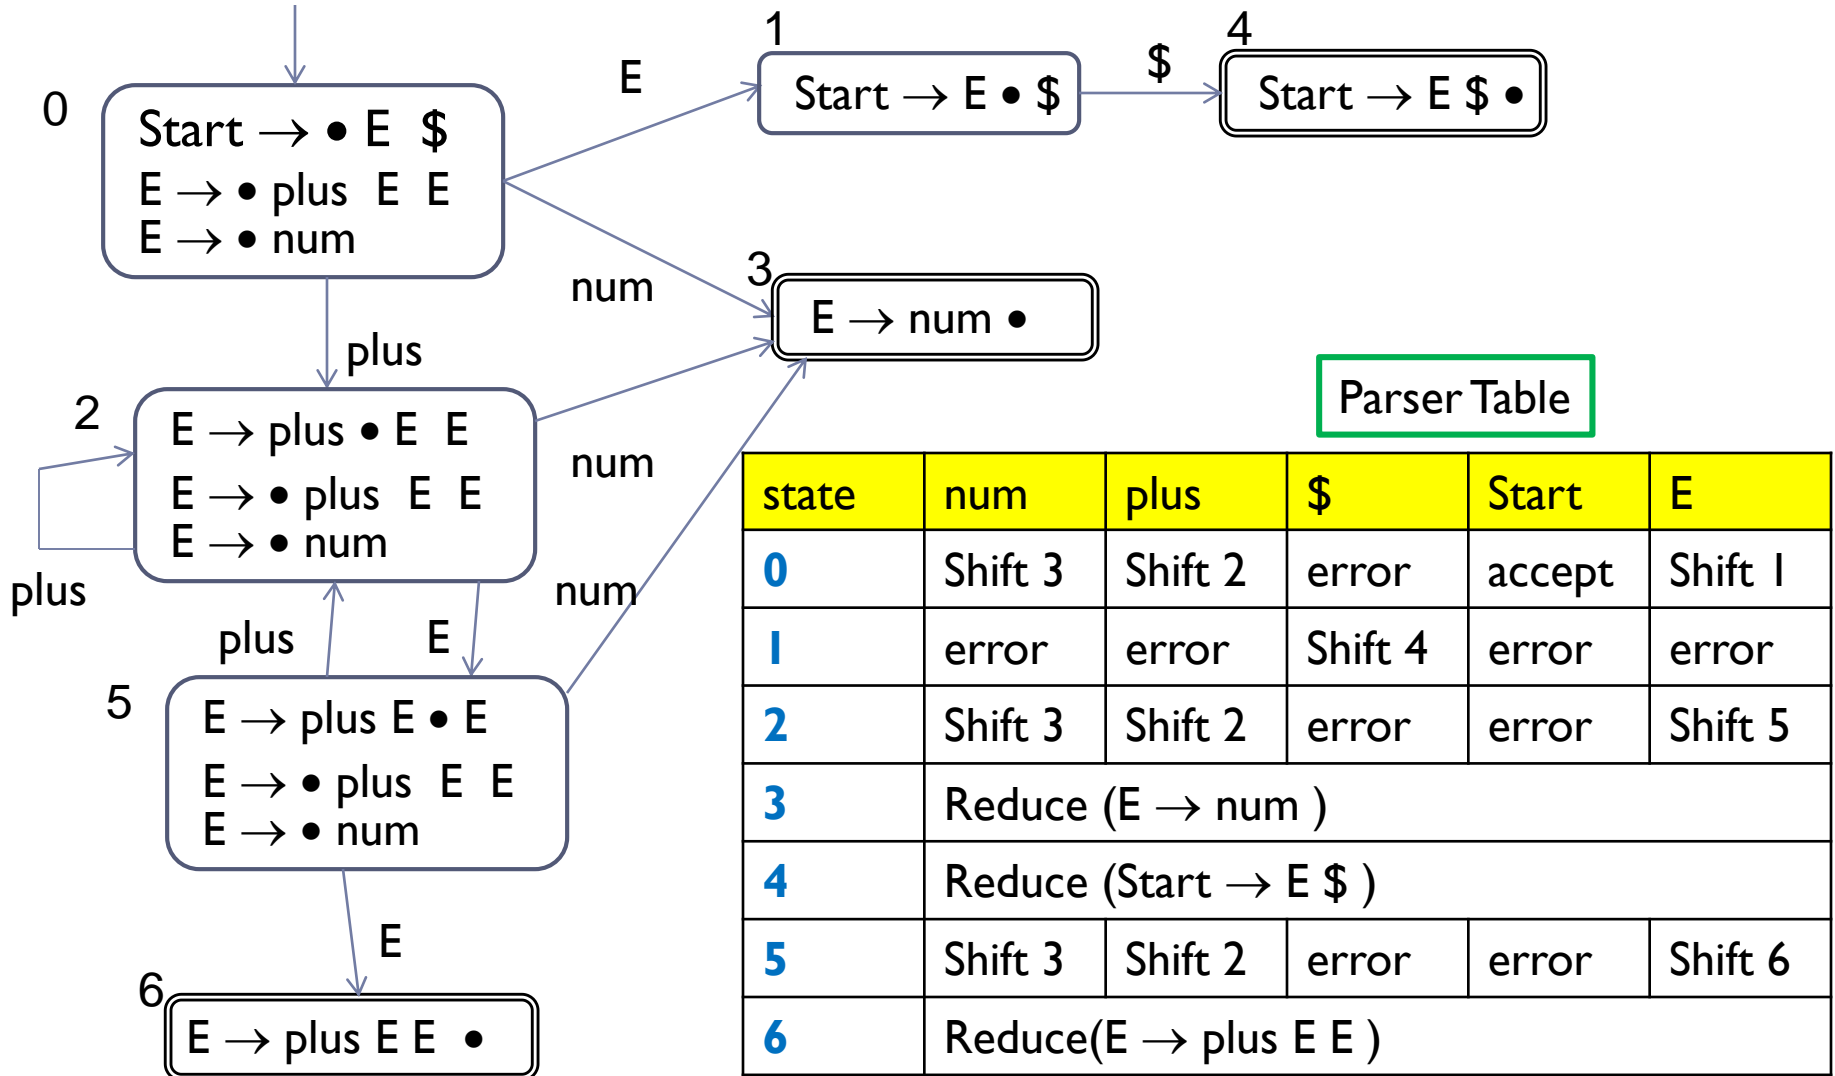 0
Start → • E $
E → • plus E E
E → • num
E
1
Start → E • $
$
4
Start → E $ •
num
3
E → num •
plus
2
E → plus • E E
E → • plus E E
E → • num
plus
num
num
plus
E
5
E → plus E • E
E → • plus E E
E → • num
E
6
E → plus E E •
Parser Table
state num plus $ Start E
0 Shift 3 Shift 2 error accept Shift 1
1 error error Shift 4 error error
2 Shift 3 Shift 2 error error Shift 5
3 Reduce (E → num )
4 Reduce (Start → E $ )
5 Shift 3 Shift 2 error error Shift 6
6 Reduce(E → plus E E )